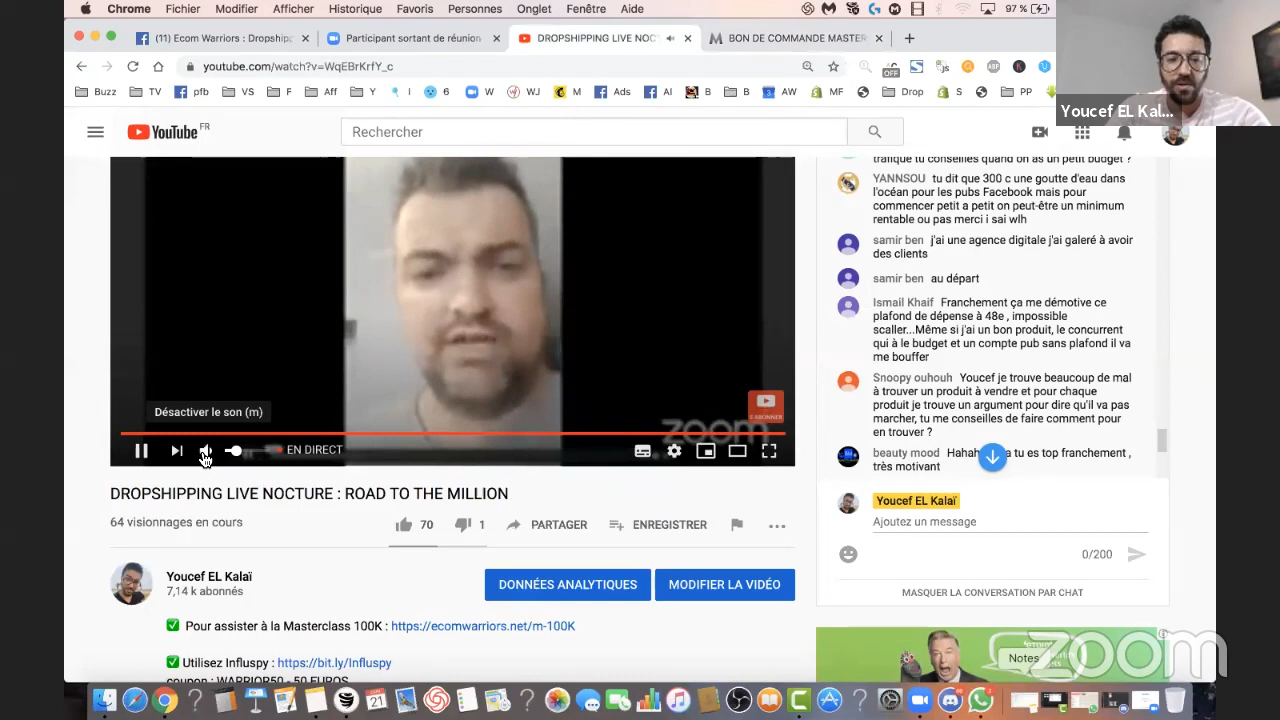 Chrome Fichier Modifier Afficher Historique Favoris Personnes Onglet Fenêtre Aide 97 %
(11) Ecom Warriors : Dropship Participant sortant de réunion DROPSHIPPING LIVE NOC BON DE COMMANDE MASTER
youtube.com/watch?v=WqEBrKrfY_c
OFF
Buzz TV pfb VS F Aff Y I 6 W WJ M Ads AI B B AW MF Drop S PP
Youcef EL Kal...
YouTube FR
Rechercher
trafique tu conseilles quand on as un petit budget ?
YANNSOU tu dit que 300 c une goutte d'eau dans
l'océan pour les pubs Facebook mais pour
commencer petit a petit on peut-être un minimum
rentable ou pas merci i sai wlh
samir ben j'ai une agence digitale j'ai galeré à avoir
des clients
samir ben au départ
Ismail Khaif Franchement ça me démotive ce
plafond de dépense à 48e , impossible
scaller...Même si j'ai un bon produit, le concurrent
qui à le budget et un compte pub sans plafond il va
me bouffer
Snoopy ouhouh Youcef je trouve beaucoup de mal
à trouver un produit à vendre et pour chaque
produit je trouve un argument pour dire qu'il va pas
marcher, tu me conseilles de faire comment pour
en trouver ?
beauty mood Hahah a tu es top franchement ,
très motivant
Désactiver le son (m)
S'ABONNER
zoom
EN DIRECT
DROPSHIPPING LIVE NOCTURE : ROAD TO THE MILLION
64 visionnages en cours
70 1 PARTAGER ENREGISTRER
Youcef EL Kalaï
Ajoutez un message
0/200
MASQUER LA CONVERSATION PAR CHAT
Youcef EL Kalaï
7,14 k abonnés
DONNÉES ANALYTIQUES MODIFIER LA VIDÉO
Pour assister à la Masterclass 100K : https://ecomwarriors.net/m-100K
Utilisez Influspy : https://bit.ly/Influspy
coupon : WARRIOR50 - 50 EUROS
Notes
zoom